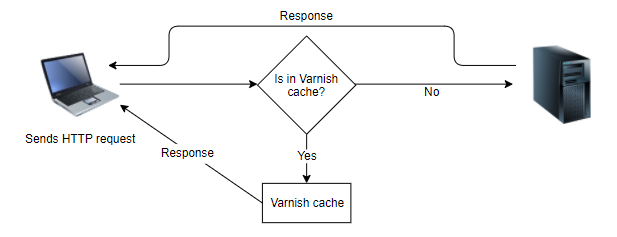 Response
Is in Varnish
cache?
No
Sends HTTP request
Response
Yes
Varnish cache